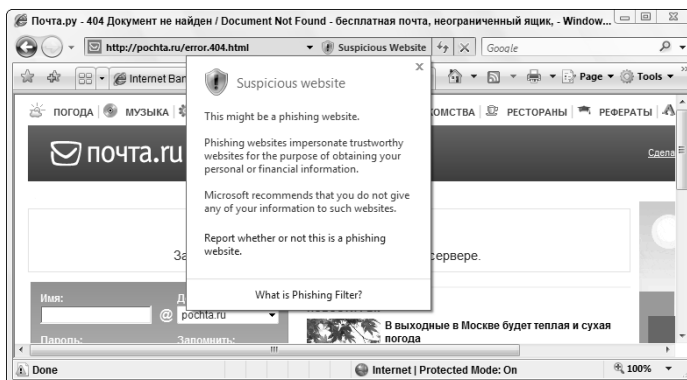 Почта.ру - 404 Документ не найден / Document Not Found - бесплатная почта, неограниченный ящик, - Window...
http://pochta.ru/error.404.html
Suspicious Website
Google
Internet Ban
Page
Tools
ПОГОДА
МУЗЫКА
ОМСТВА
РЕСТОРАНЫ
РЕФЕРАТЫ
почта.ru
Сдела
Suspicious website
This might be a phishing website.
Phishing websites impersonate trustworthy
websites for the purpose of obtaining your
personal or financial information.
Microsoft recommends that you do not give
any of your information to such websites.
Report whether or not this is a phishing
website.
What is Phishing Filter?
За
сервере.
Имя:
Д
@
pochta.ru
Пароль:
Запомнить:
В выходные в Москве будет теплая и сухая
погода
Done
Internet | Protected Mode: On
100%